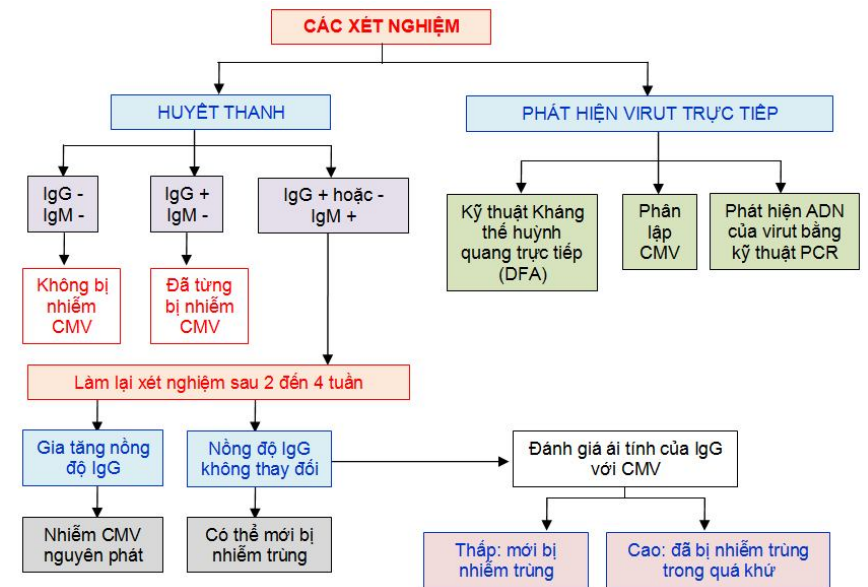 CÁC XÉT NGHIỆM
HUYẾT THANH
PHÁT HIỆN VIRUT TRỰC TIẾP
IgG -
IgM -
IgG +
IgM -
IgG + hoặc -
IgM +
Kỹ thuật Kháng
thể huỳnh
quang trực tiếp
(DFA)
Phân
lập
CMV
Phát hiện ADN
của virut bằng
kỹ thuật PCR
Không bị
nhiễm
CMV
Đã từng
bị nhiễm
CMV
Làm lại xét nghiệm sau 2 đến 4 tuần
Gia tăng nồng
độ IgG
Nồng độ IgG
không thay đổi
Đánh giá ái tính của IgG
với CMV
Nhiễm CMV
nguyên phát
Có thể mới bị
nhiễm trùng
Thấp: mới bị
nhiễm trùng
Cao: đã bị nhiễm trùng
trong quá khứ